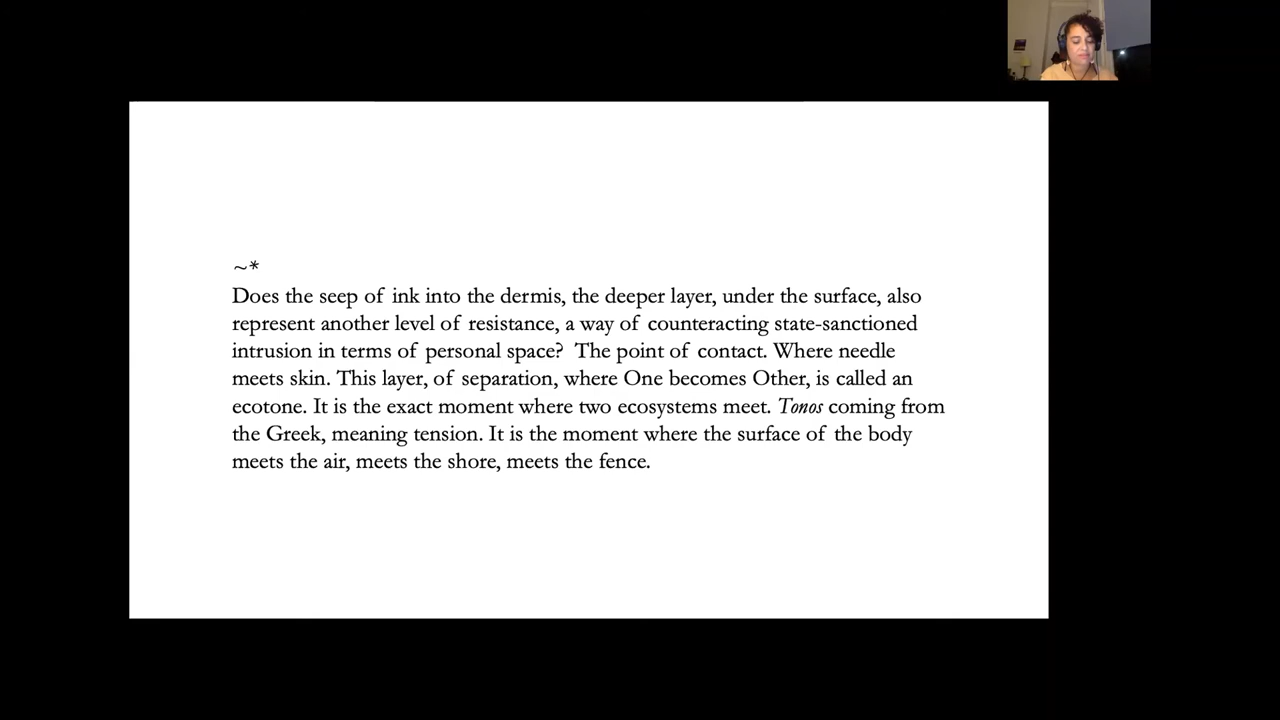 ~*
Does the seep of ink into the dermis, the deeper layer, under the surface, also
represent another level of resistance, a way of counteracting state-sanctioned
intrusion in terms of personal space?  The point of contact. Where needle
meets skin. This layer, of separation, where One becomes Other, is called an
ecotone. It is the exact moment where two ecosystems meet. Tonos coming from
the Greek, meaning tension. It is the moment where the surface of the body
meets the air, meets the shore, meets the fence.